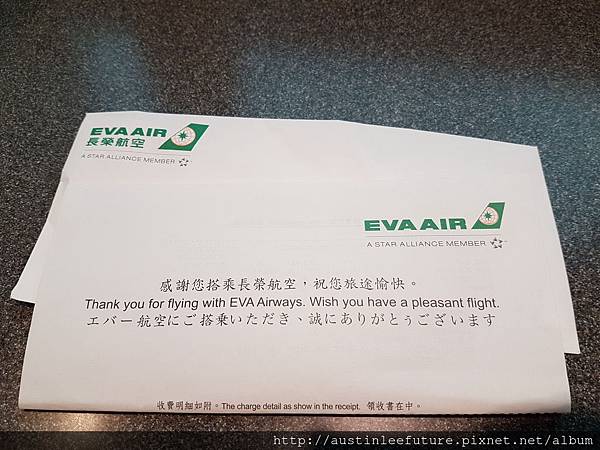 EVA AIR
長榮航空
A STAR ALLIANCE MEMBER
EVA AIR
A STAR ALLIANCE MEMBER
感謝您搭乘長榮航空，祝您旅途愉快。
Thank you for flying with EVA Airways. Wish you have a pleasant flight.
エバー航空にご搭乗いただき、誠にありがとぅございます
收費明細如附。The charge detail as show in the receipt. 領收書在中。
http://austinleefuture.pixnet.net/album